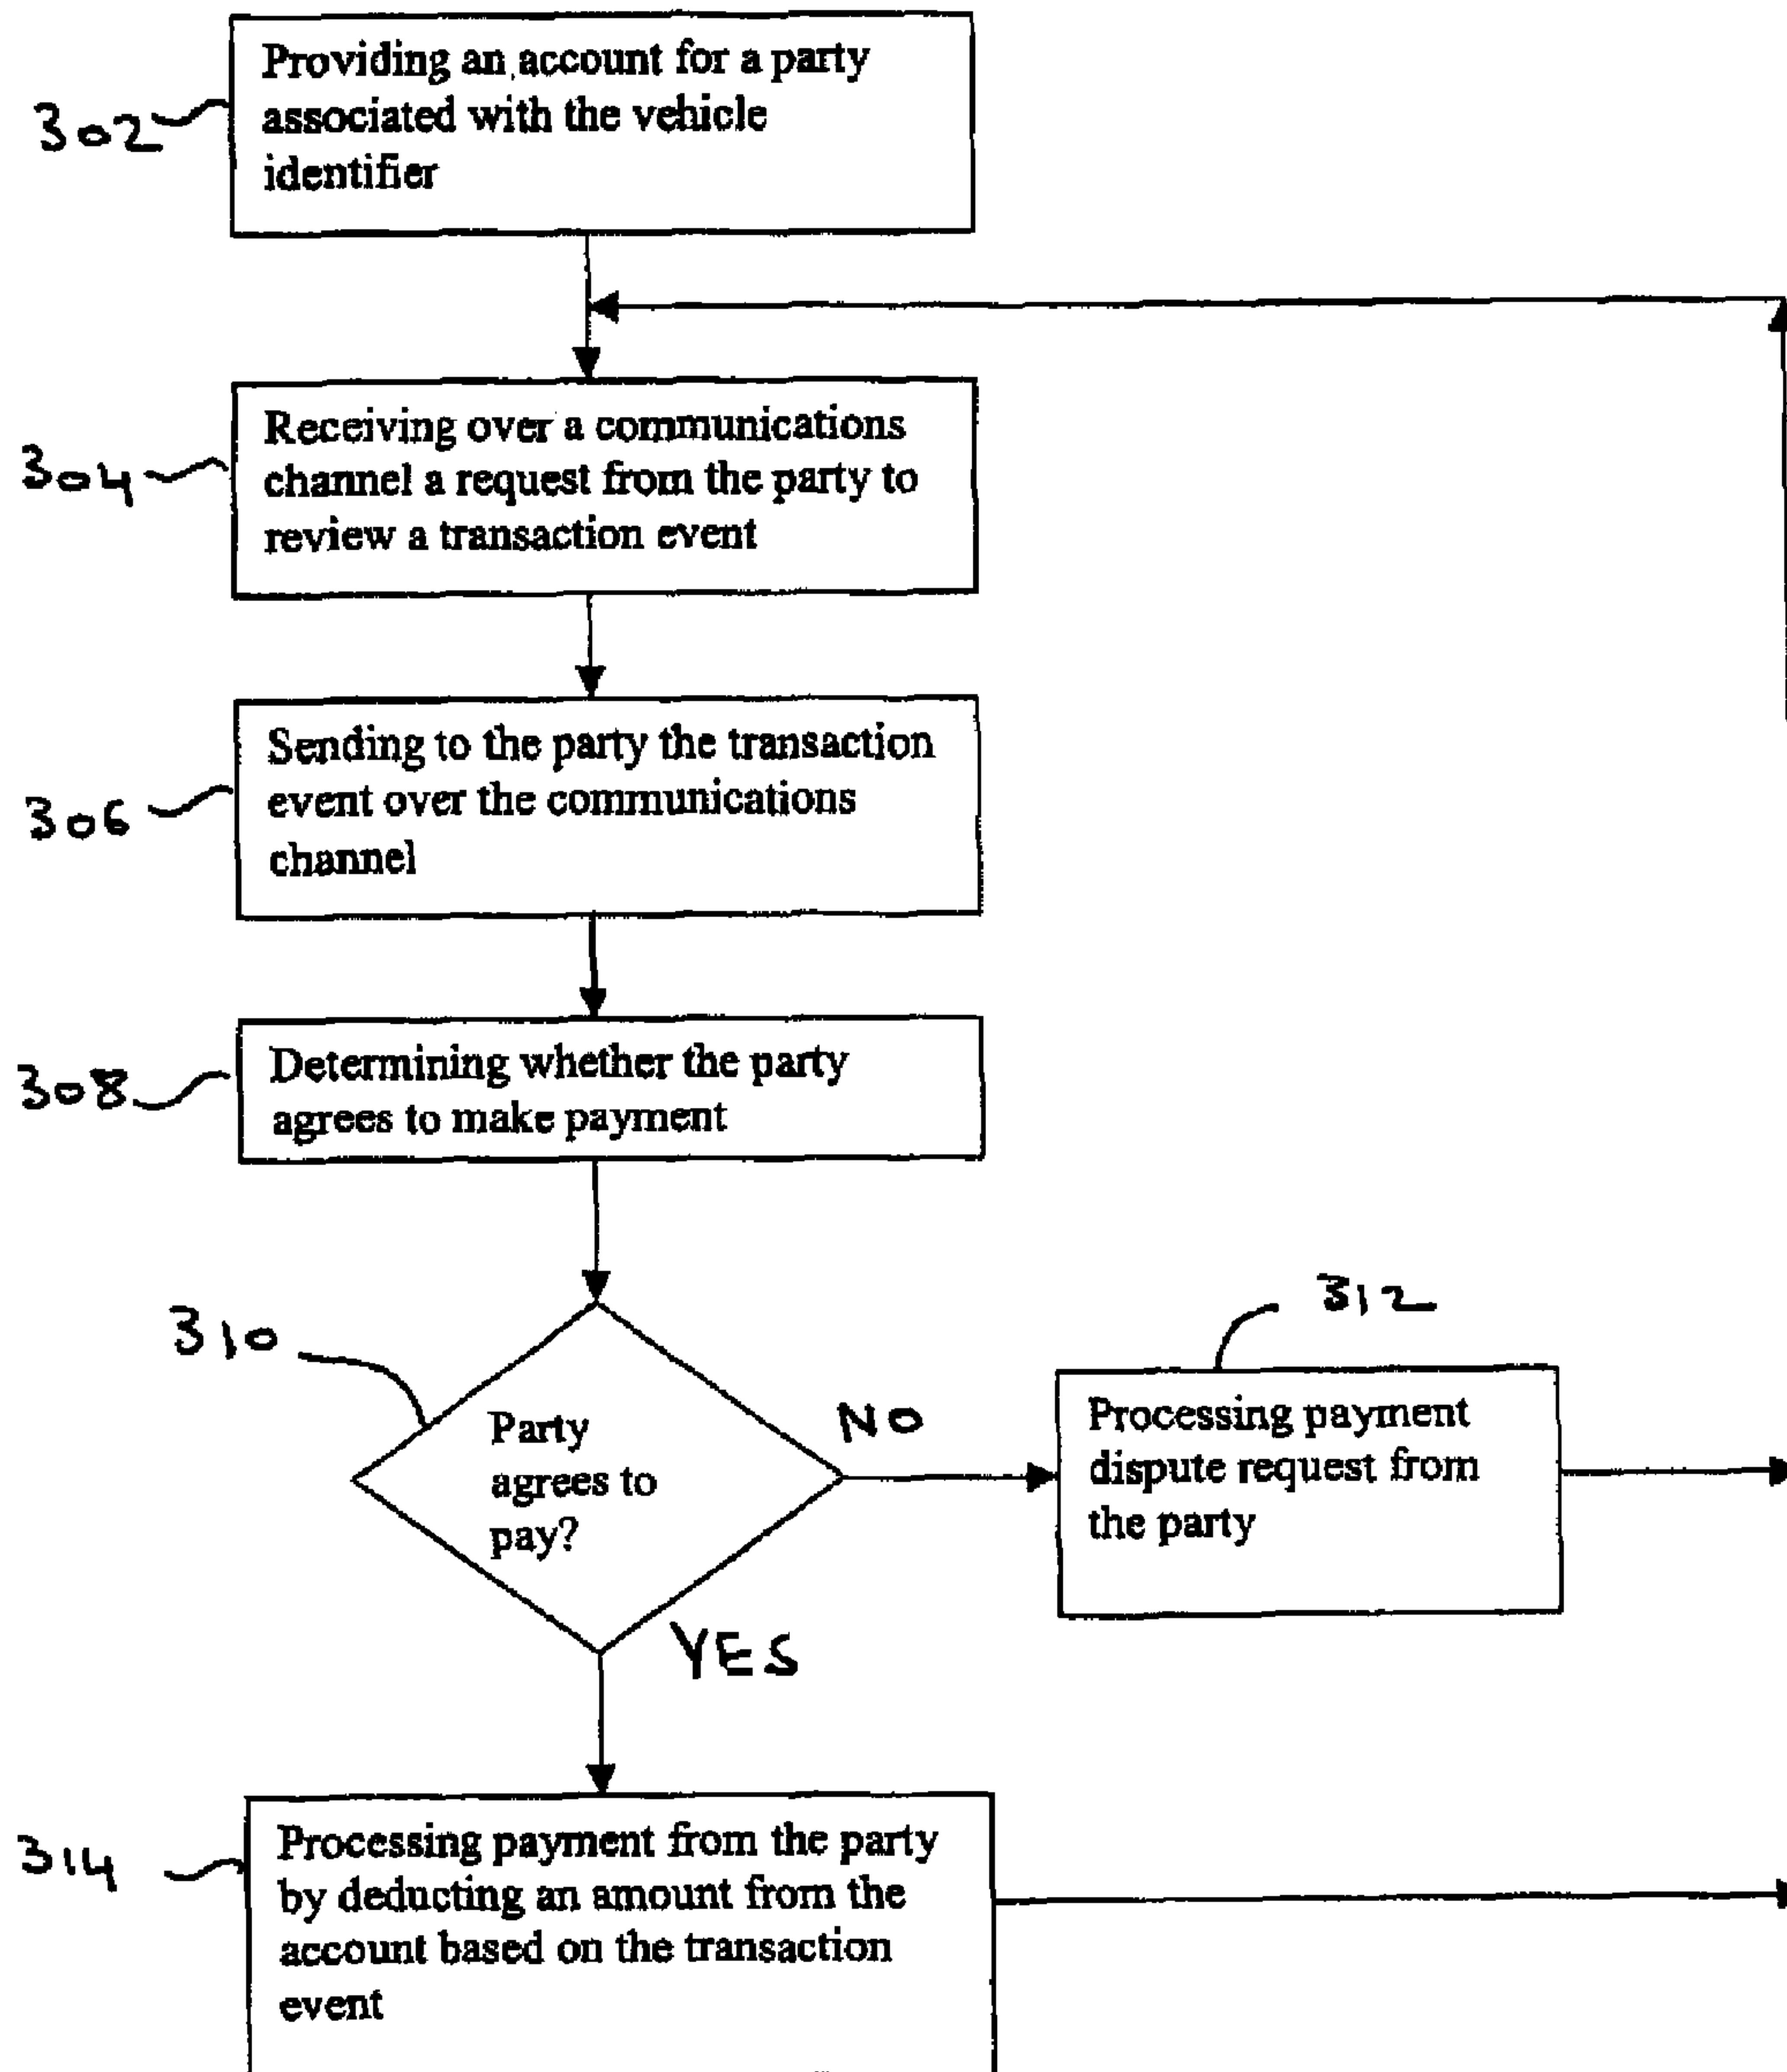 Providing an account for a party
associated with the vehicle
identifier
302
Receiving over a communications
channel a request from the party to
review a transaction event
304
Sending to the party the transaction
event over the communications
channel
306
Determining whether the party
agrees to make payment
308
310
Party
agrees to
pay?
NO
312
Processing payment
dispute request from
the party
YES
314
Processing payment from the party
by deducting an amount from the
account based on the transaction
event